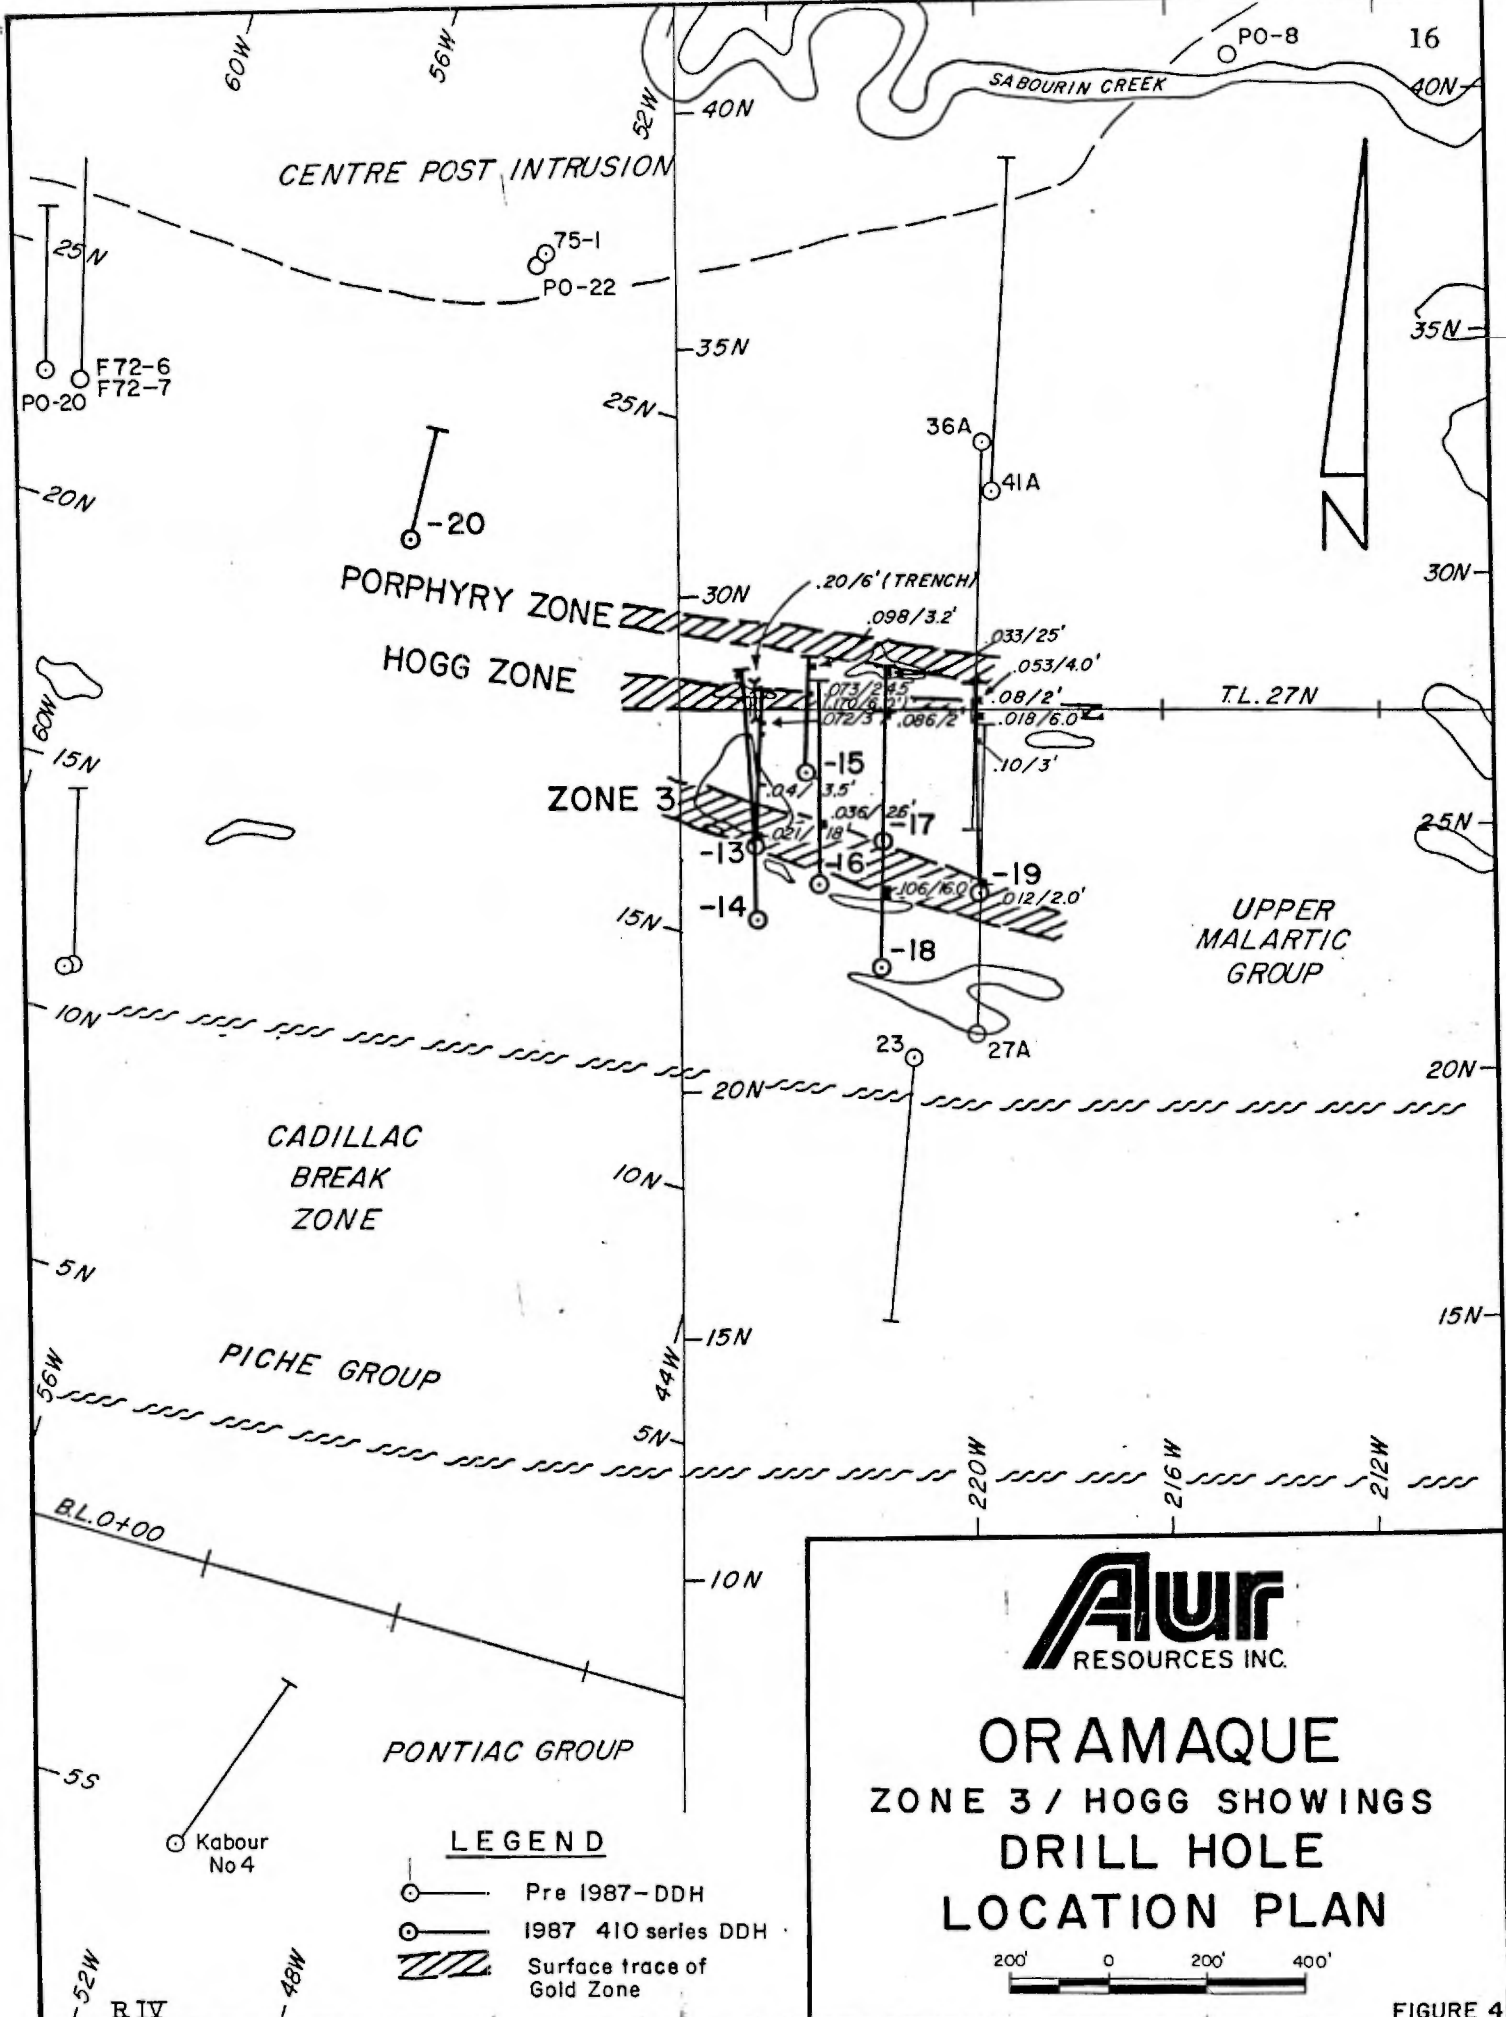 16
60W
56W
52W
PO-8
SABOURIN CREEK
40N
40N
CENTRE POST INTRUSION
25N
75-1
PO-22
35N
35N
F72-6
F72-7
PO-20
25N
36A
41A
20N
-20
30N
PORPHYRY ZONE
.20/6' (TRENCH)
30N
.098/3.2'
.033/25'
HOGG ZONE
.053/4.0'
.08/2'
T.L. 27N
.072/3'
.086/2'
.018/6.0'
60W
15N
-15
.10/3'
ZONE 3
.036/26'
-17
25N
-13
-16
.106/16.0
-19
.012/2.0'
-14
15N
UPPER
MALARTIC
GROUP
-18
10N
23
27A
20N
20N
CADILLAC
BREAK
ZONE
10N
5N
15N
15N
PICHE GROUP
56W
44W
5N
220W
216W
212W
B.L. 0+00
10N
Aur
RESOURCES INC.
ORAMAQUE
ZONE 3 / HOGG SHOWINGS
DRILL HOLE
LOCATION PLAN
200' 0 200' 400'
PONTIAC GROUP
5S
Kabour
No 4
LEGEND
Pre 1987-DDH
1987 410 series DDH
Surface trace of
Gold Zone
52W
48W
R IV
FIGURE 4